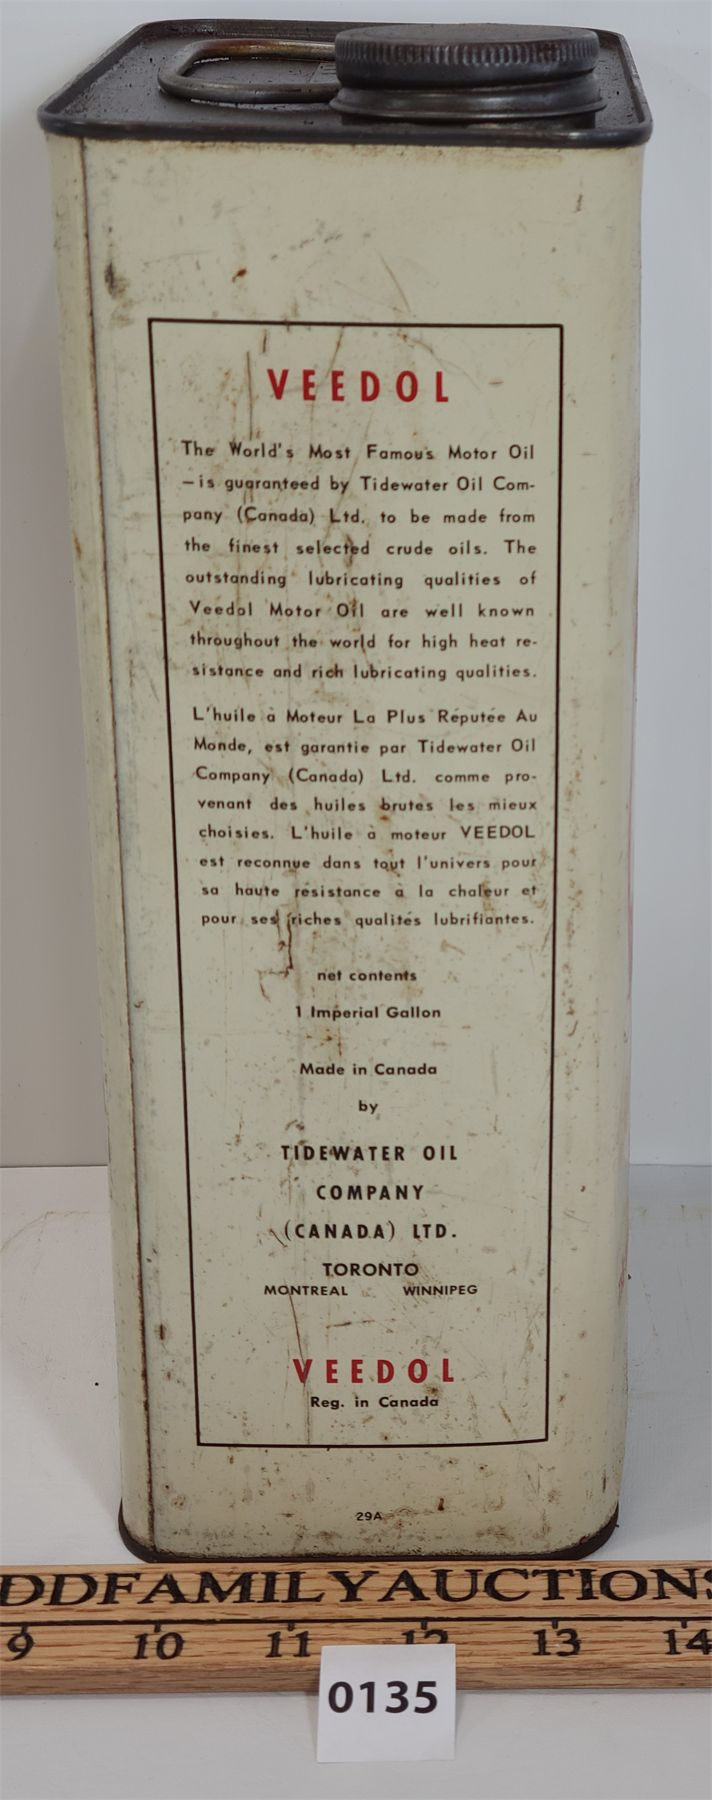 VEEDOL
The World's Most Famous Motor Oil
—is guaranteed by Tidewater Oil Com-
pany (Canada) Ltd. to be made from
the finest selected crude oils. The
outstanding lubricating qualities of
Veedol Motor Oil are well known
throughout the world for high heat re-
sistance and rich lubricating qualities.
L'huile à Moteur La Plus Réputée Au
Monde, est garantie par Tidewater Oil
Company (Canada) Ltd. comme pro-
venant des huiles brutes les mieux
choisies. L'huile à moteur VEEDOL
est reconnue dans tout l'univers pour
sa haute résistance à la chaleur et
pour ses riches qualités lubrifiantes.
net contents
1 Imperial Gallon
Made in Canada
by
TIDEWATER OIL
COMPANY
(CANADA) LTD.
TORONTO
MONTREAL WINNIPEG
VEEDOL
Reg. in Canada
29A
DDFAMILYAUCTIONS
9 10 11 12 13 14
0135